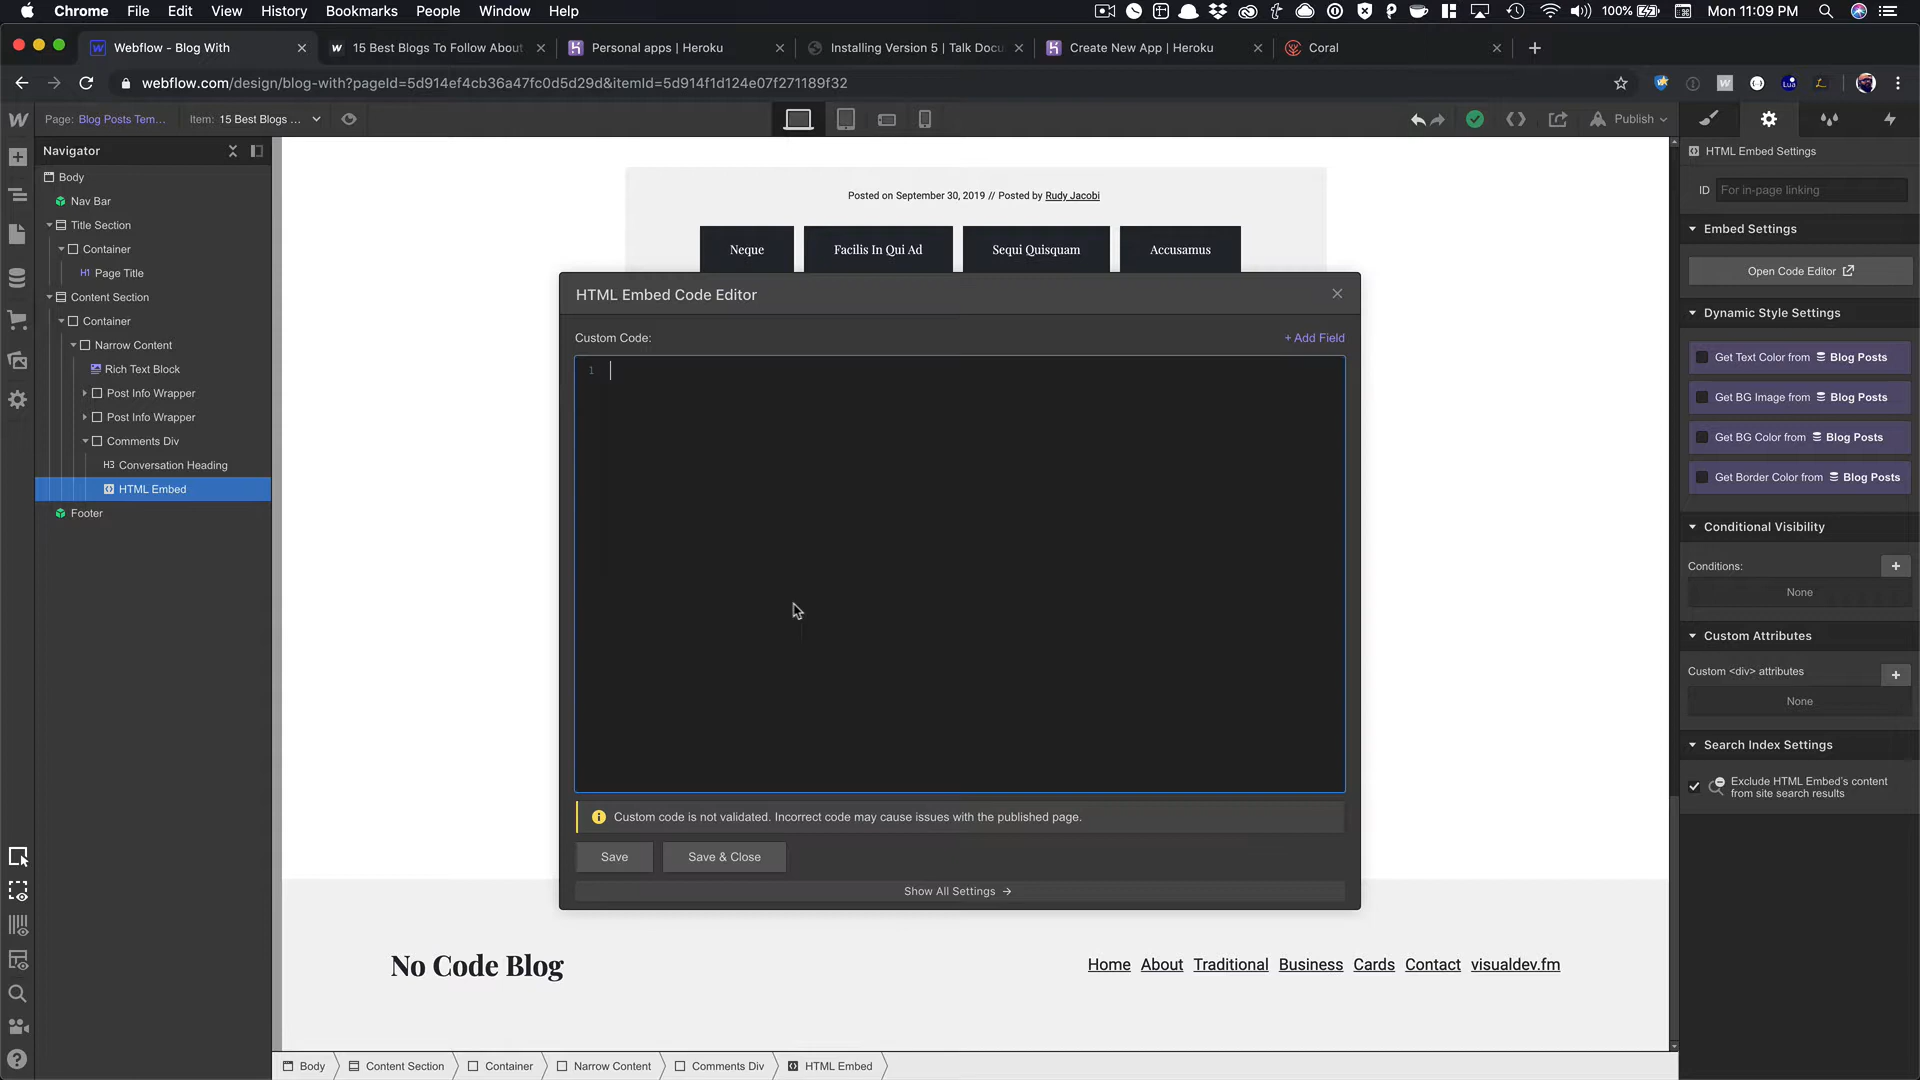 Chrome File Edit View History Bookmarks People Window Help
100% Mon 11:09 PM
Webflow - Blog With
15 Best Blogs To Follow About
Personal apps | Heroku
Installing Version 5 | Talk Docu
Create New App | Heroku
Coral
webflow.com/design/blog-with?pageId=5d914ef4cb36a47fc0d5d29d&itemId=5d914f1d124e07f271189f32
Page: Blog Posts Tem...
Item: 15 Best Blogs ...
Publish
Navigator
Body
Nav Bar
Title Section
Container
H1 Page Title
Content Section
Container
Narrow Content
Rich Text Block
Post Info Wrapper
Post Info Wrapper
Comments Div
H3 Conversation Heading
HTML Embed
Footer
Posted on September 30, 2019 // Posted by Rudy Jacobi
Neque
Facilis In Qui Ad
Sequi Quisquam
Accusamus
HTML Embed Code Editor
Custom Code:
+ Add Field
1
Custom code is not validated. Incorrect code may cause issues with the published page.
Save
Save & Close
Show All Settings →
No Code Blog
Home About Traditional Business Cards Contact visualdev.fm
Body
Content Section
Container
Narrow Content
Comments Div
HTML Embed
HTML Embed Settings
ID For in-page linking
Embed Settings
Open Code Editor
Dynamic Style Settings
Get Text Color from Blog Posts
Get BG Image from Blog Posts
Get BG Color from Blog Posts
Get Border Color from Blog Posts
Conditional Visibility
Conditions:
None
Custom Attributes
Custom <div> attributes
None
Search Index Settings
Exclude HTML Embed's content
from site search results